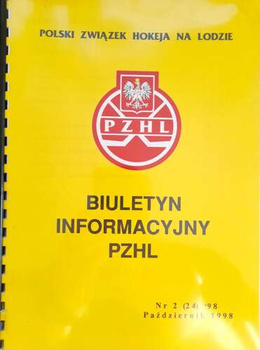 POLSKI ZWIĄZEK HOKEJA NA LODZIE
PZHL
BIULETYN
INFORMACYJNY
PZHL
Nr 2 (24) 98
Październik 1998